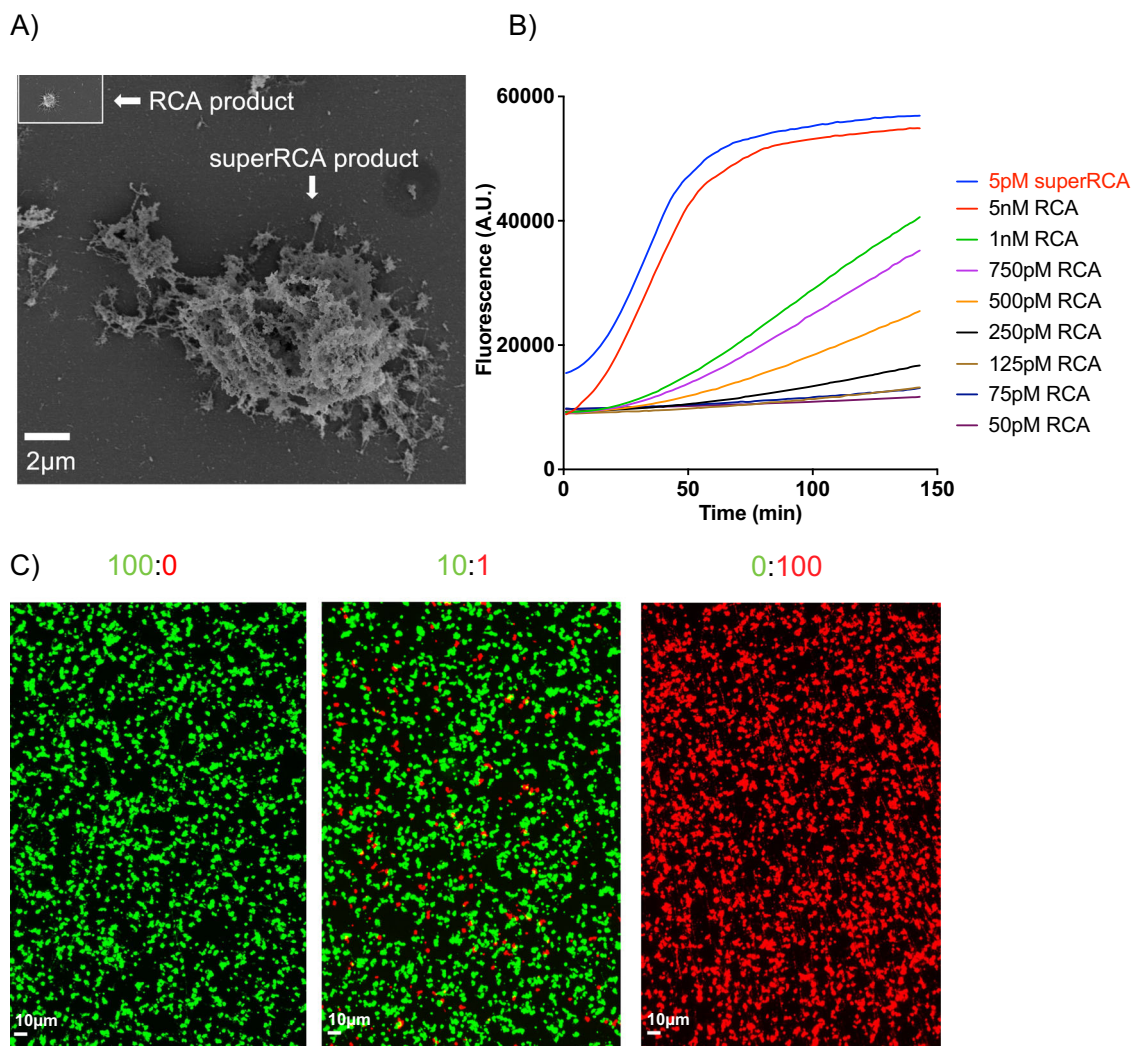 A)
RCA product
superRCA product
2µm
B)
60000
40000
20000
0
Fluorescence (A.U.)
0 50 100 150
Time (min)
5pM superRCA
5nM RCA
1nM RCA
750pM RCA
500pM RCA
250pM RCA
125pM RCA
75pM RCA
50pM RCA
C)
100:0
10:1
0:100
10µm
10µm
10µm